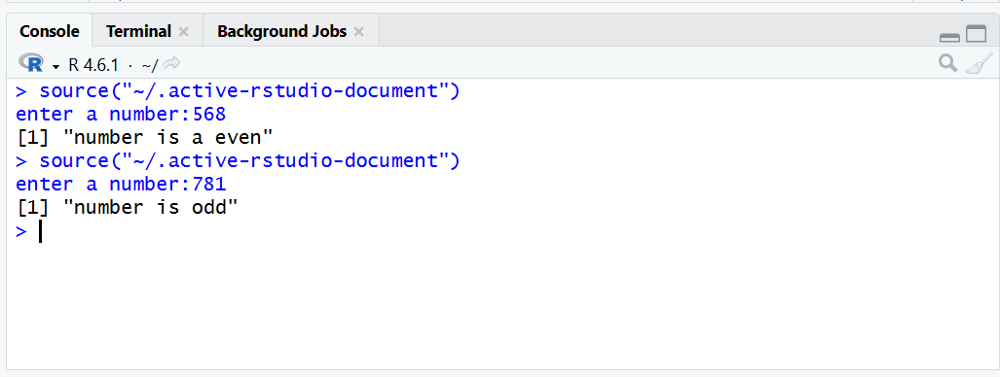 Console Terminal Background Jobs
R 4.6.1 · ~/
> source("~/.active-rstudio-document")
enter a number:568
[1] "number is a even"
> source("~/.active-rstudio-document")
enter a number:781
[1] "number is odd"
>